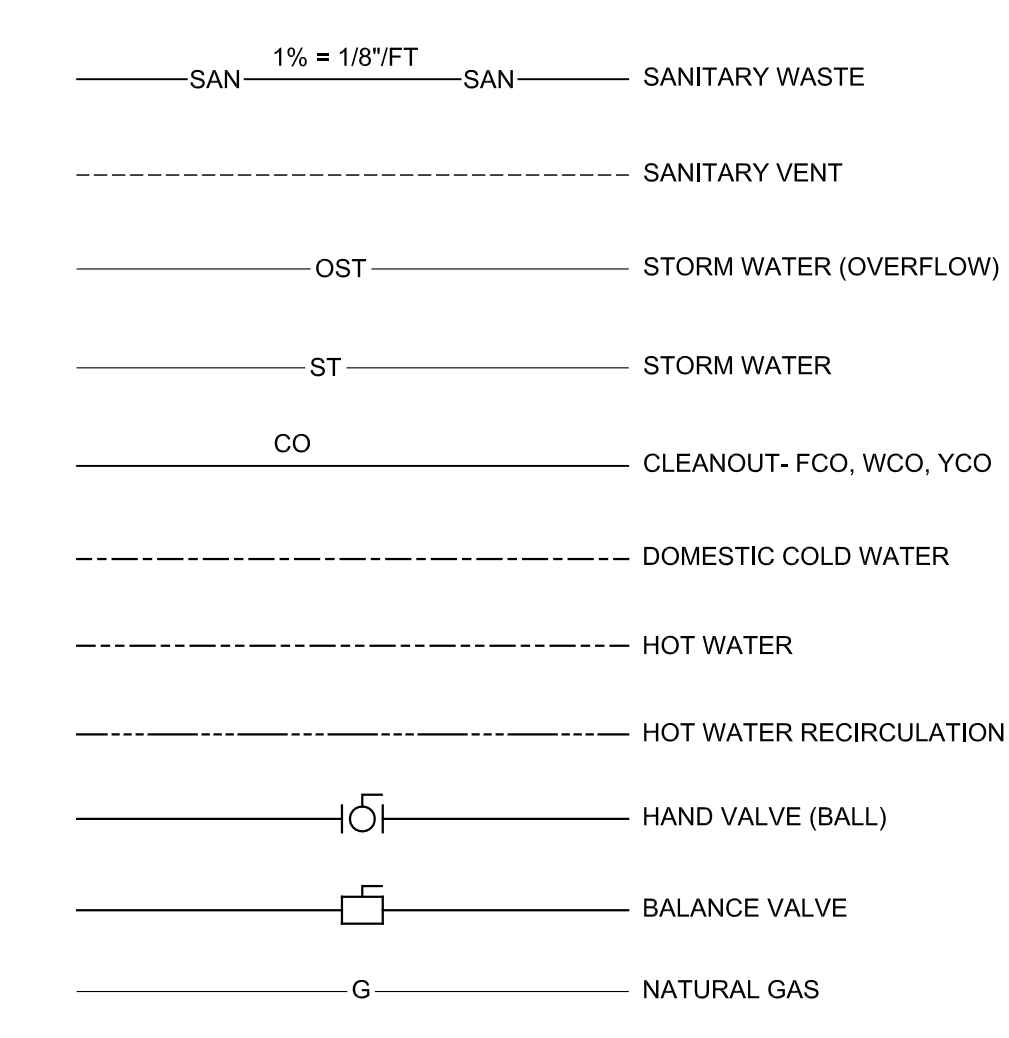 1% = 1/8"/FT
SAN SAN SANITARY WASTE
SANITARY VENT
OST STORM WATER (OVERFLOW)
ST STORM WATER
CO
CLEANOUT- FCO, WCO, YCO
DOMESTIC COLD WATER
HOT WATER
HOT WATER RECIRCULATION
HAND VALVE (BALL)
BALANCE VALVE
G NATURAL GAS